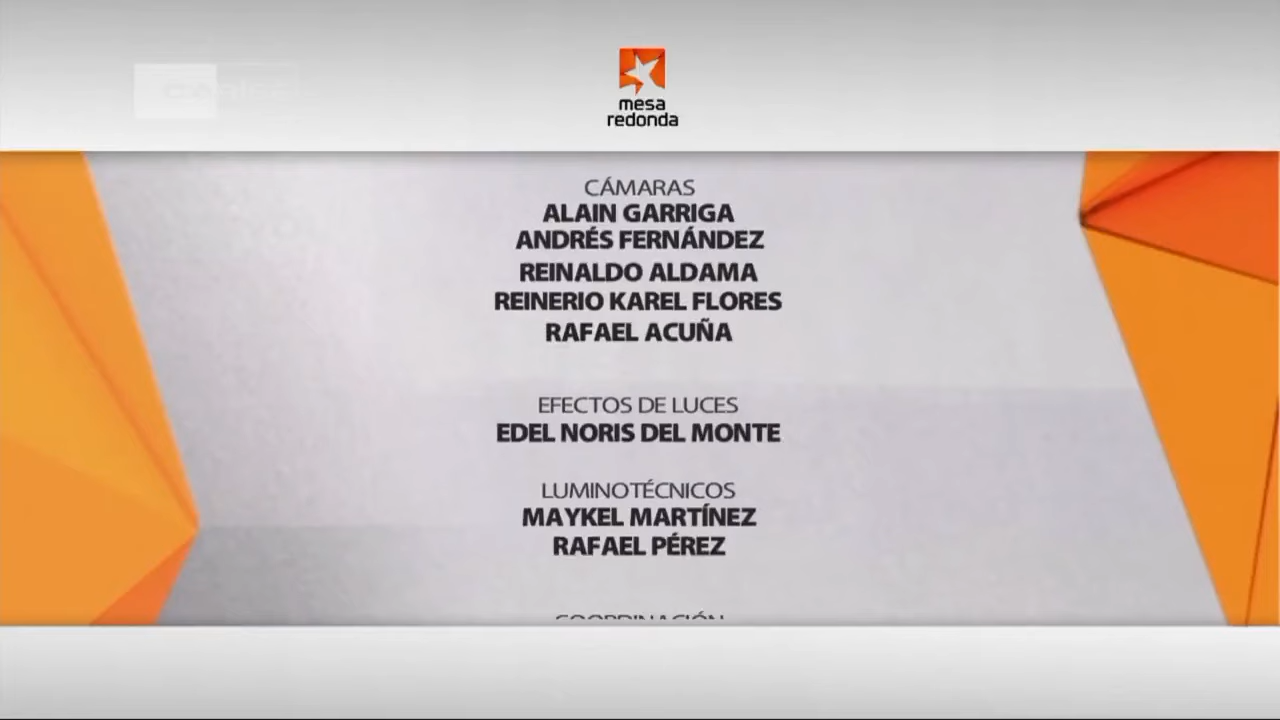 mesa
redonda
CÁMARAS
ALAIN GARRIGA
ANDRÉS FERNÁNDEZ
REINALDO ALDAMA
REINERIO KAREL FLORES
RAFAEL ACUÑA
EFECTOS DE LUCES
EDEL NORIS DEL MONTE
LUMINOTÉCNICOS
MAYKEL MARTÍNEZ
RAFAEL PÉREZ
COORDINACIÓN